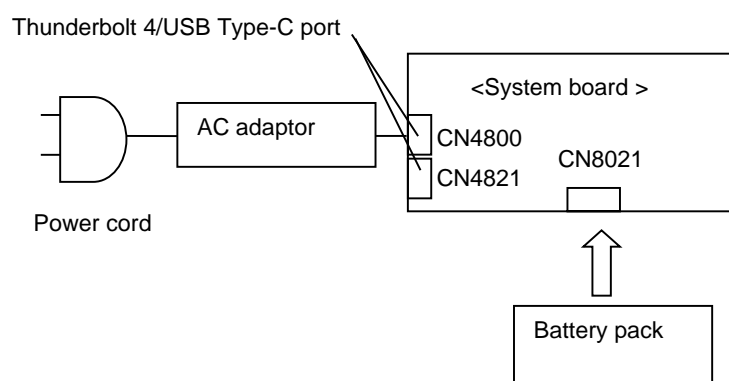 Thunderbolt 4/USB Type-C port
<System board >
AC adaptor
CN4800
CN8021
CN4821
Power cord
Battery pack